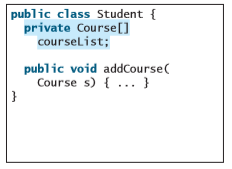 public class Student {
  private Course[]
    courseList;

  public void addCourse(
    Course s) { ... }
}